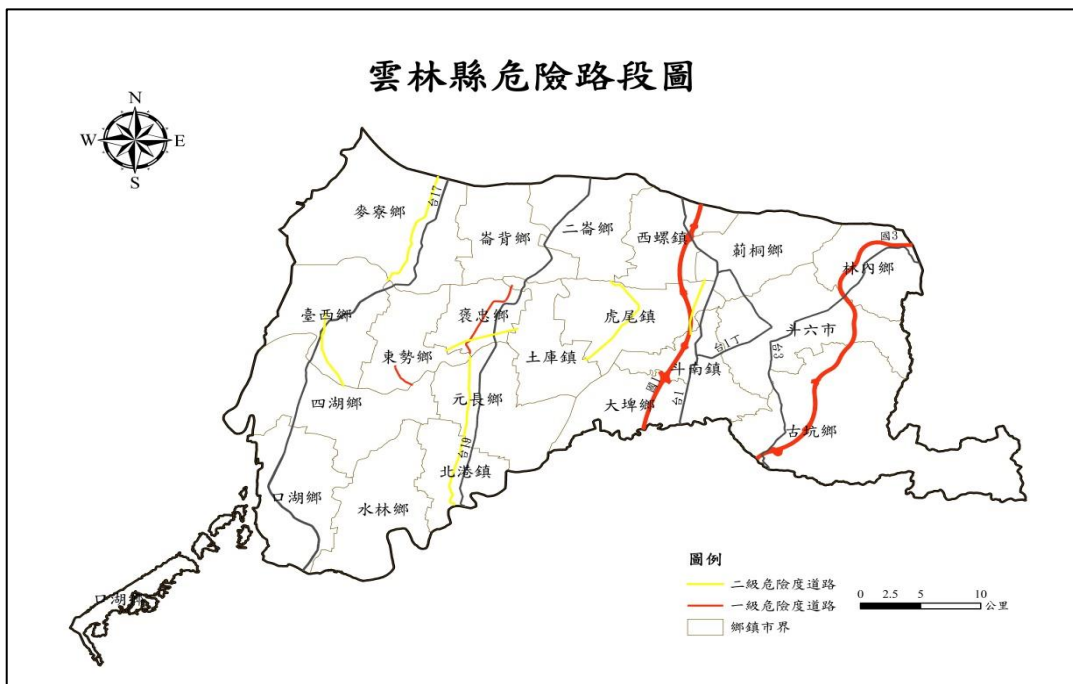 雲林縣危險路段圖
N
W
E
S
台17
麥寮鄉
崙背鄉
二崙鄉
西螺鎮
莿桐鄉
國3
林內鄉
臺西鄉
褒忠鄉
虎尾鎮
斗六市
東勢鄉
土庫鎮
台1丁
台3
斗南鎮
國1
台1
四湖鄉
元長鄉
大埤鄉
古坑鄉
台19
北港鎮
口湖鄉
水林鄉
口湖鄉
圖例
二級危險度道路
一級危險度道路
鄉鎮市界
0 2.5 5 10
公里